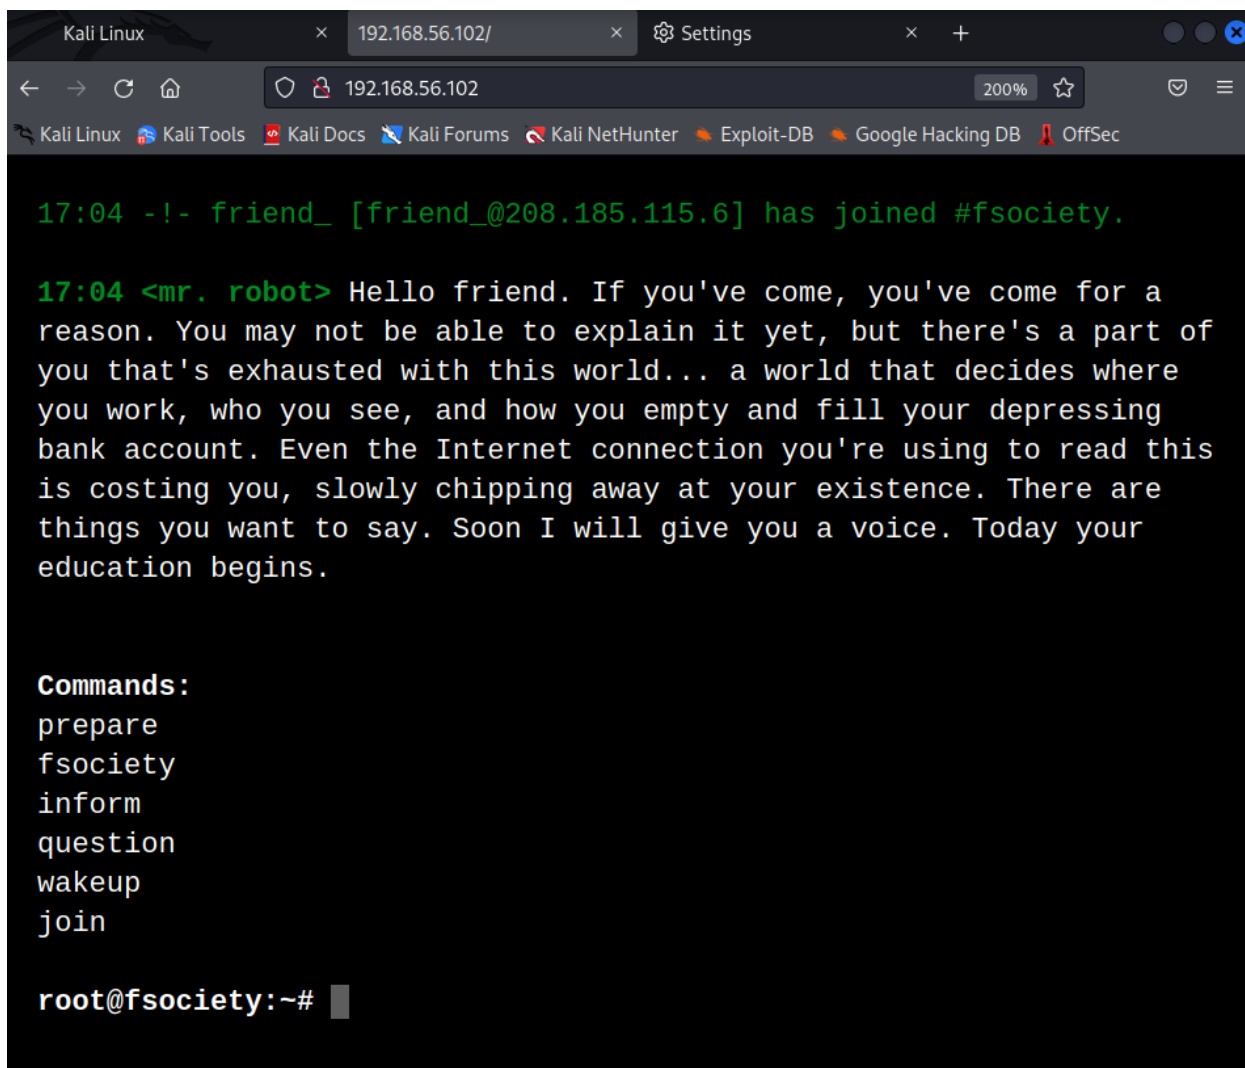 Kali Linux
192.168.56.102/
Settings
192.168.56.102
200%
Kali Linux Kali Tools Kali Docs Kali Forums Kali NetHunter Exploit-DB Google Hacking DB OffSec
17:04 -!- friend_ [friend_@208.185.115.6] has joined #fsociety.
17:04 <mr. robot> Hello friend. If you've come, you've come for a
reason. You may not be able to explain it yet, but there's a part of
you that's exhausted with this world... a world that decides where
you work, who you see, and how you empty and fill your depressing
bank account. Even the Internet connection you're using to read this
is costing you, slowly chipping away at your existence. There are
things you want to say. Soon I will give you a voice. Today your
education begins.
Commands:
prepare
fsociety
inform
question
wakeup
join
root@fsociety:~#